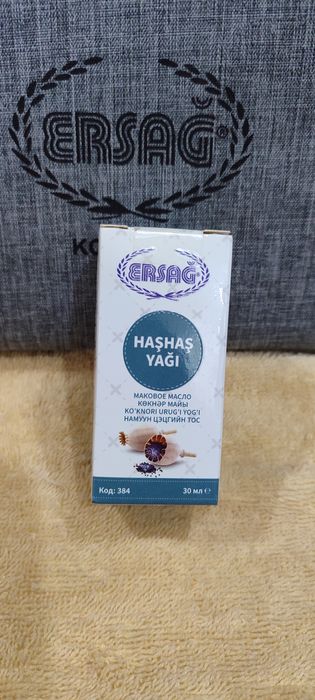 ERSAĞ
KO
ERSAĞ
HAŞHAŞ
YAĞI
МАКОВОЕ МАСЛО
КӨКНӘР МАЙЫ
KO'KNORI URUG'I YOG'I
НАМУУН ЦЭЦГИЙН ТОС
Код: 384
30 мл ℮